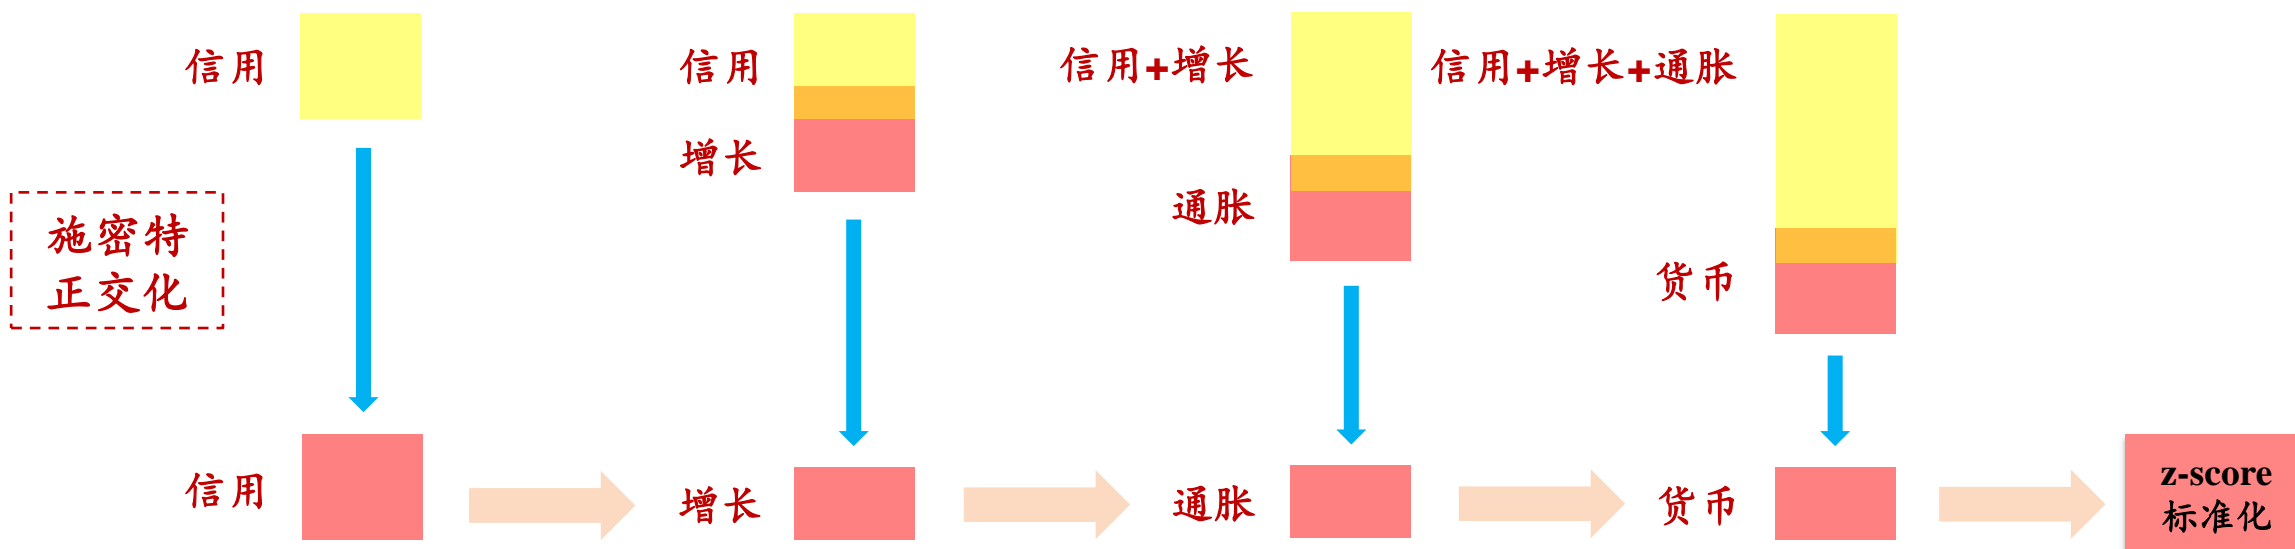 信用
信用
信用+增长
信用+增长+通胀
增长
通胀
施密特
正交化
货币
信用
增长
通胀
货币
z-score
标准化